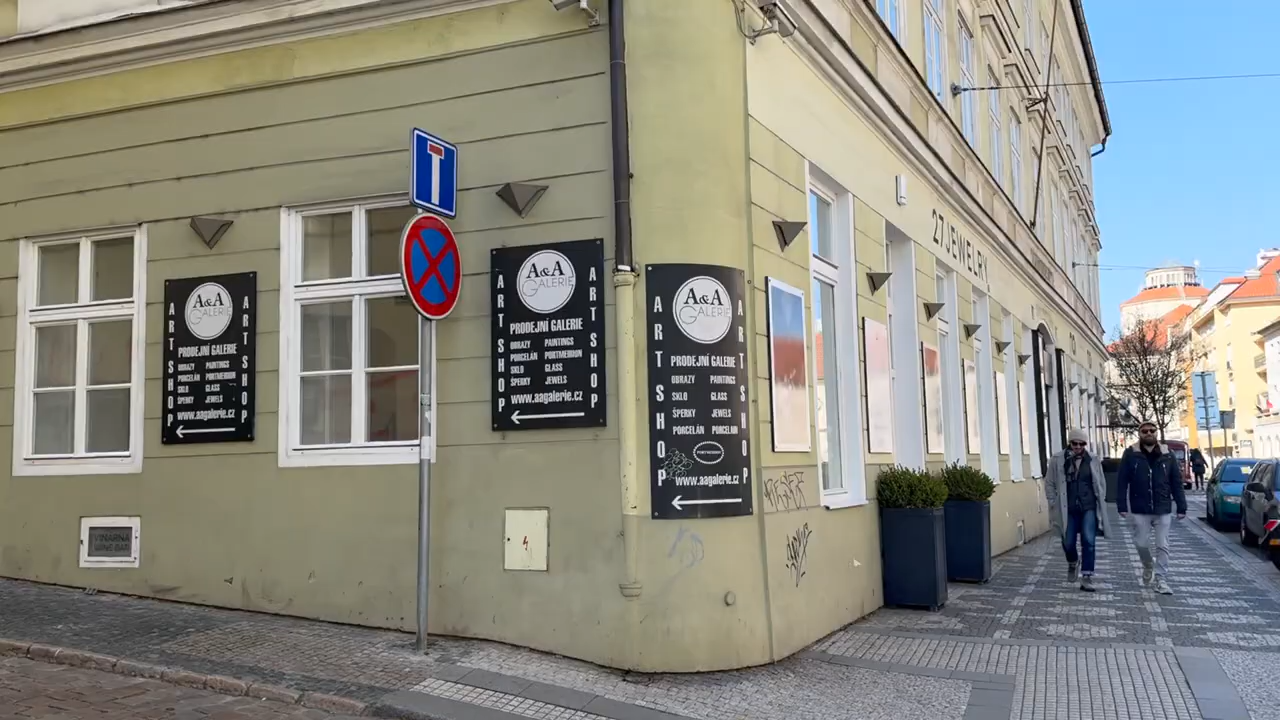 A&A
GALERIE
ART SHOP
ART SHOP
PRODEJNÍ GALERIE
OBRAZY PAINTINGS
PORCELÁN PORTMEIRION
SKLO GLASS
ŠPERKY JEWELS
www.aagalerie.cz
A&A
GALERIE
ART SHOP
ART SHOP
PRODEJNÍ GALERIE
OBRAZY PAINTINGS
PORCELÁN PORTMEIRION
SKLO GLASS
ŠPERKY JEWELS
www.aagalerie.cz
A&A
GALERIE
ART SHOP
ART SHOP
PRODEJNÍ GALERIE
OBRAZY PAINTINGS
SKLO GLASS
ŠPERKY JEWELS
PORCELÁN PORCELAIN
PORTMEIRION
www.aagalerie.cz
27JEWELRY
VINÁRNA
WINE BAR